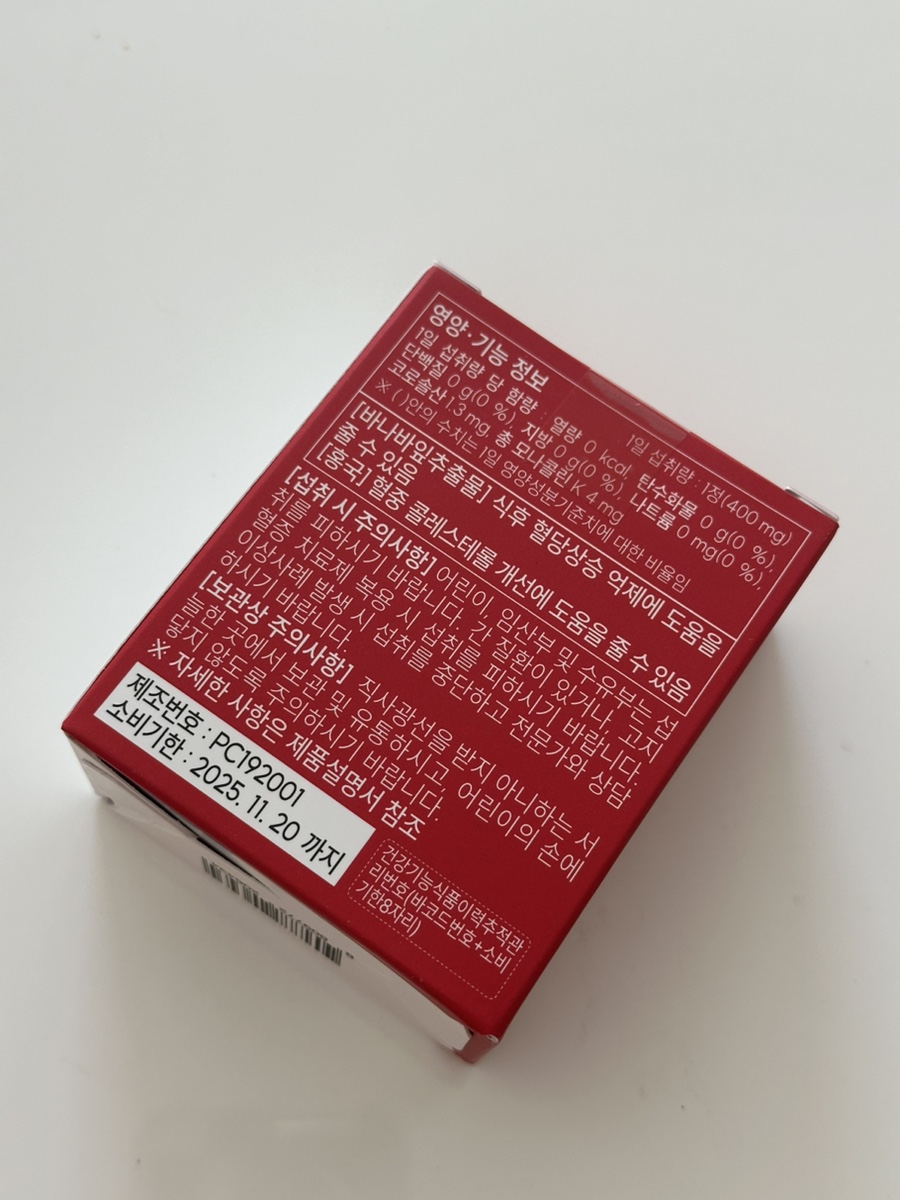 영양·기능 정보
1일 섭취량 : 1정(400 mg)
1일 섭취량 당 함량 : 열량 0 kcal, 탄수화물 0 g(0 %),
단백질 0 g(0 %), 지방 0 g(0 %), 나트륨 0 mg(0 %),
코로솔산 1.3 mg, 총 모나콜린K 4 mg
※ ( )안의 수치는 1일 영양성분기준치에 대한 비율임
[바나바잎추출물] 식후 혈당상승 억제에 도움을
줄 수 있음
[홍국] 혈중 콜레스테롤 개선에 도움을 줄 수 있음
[섭취 시 주의사항] 어린이, 임산부 및 수유부는 섭
취를 피하시기 바랍니다. 간 질환이 있거나, 고지
혈증 치료제 복용 시 섭취를 피하시기 바랍니다.
이상사례 발생 시 섭취를 중단하고 전문가와 상담
하시기 바랍니다.
[보관상 주의사항] 직사광선을 받지 아니하는 서
늘한 곳에서 보관 및 유통하시고 어린이의 손에
닿지 않도록 주의하시기 바랍니다.
※ 자세한 사항은 제품설명서 참조
제조번호 : PC192001
소비기한 : 2025. 11. 20 까지
건강기능식품이력추적관
리번호(바코드번호+소비
기한8자리)